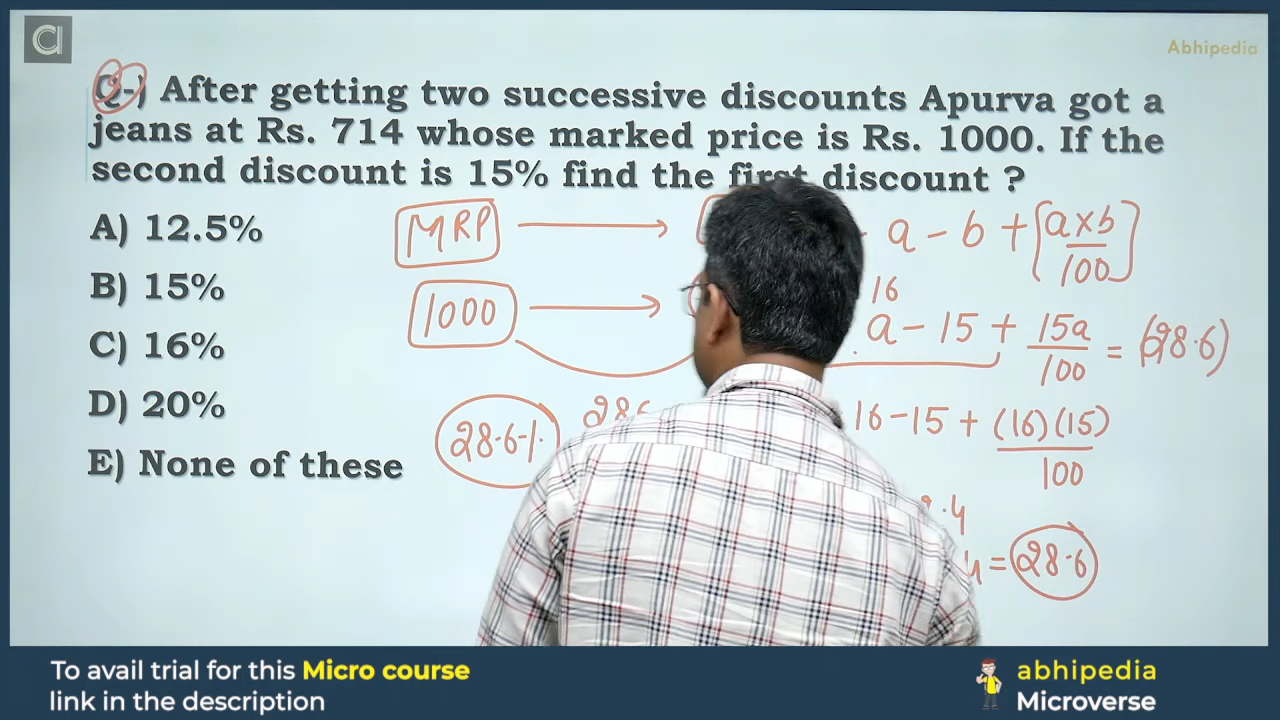 Abhipedia
Q-) After getting two successive discounts Apurva got a
jeans at Rs. 714 whose marked price is Rs. 1000. If the
second discount is 15% find the first discount ?
A) 12.5%
B) 15%
C) 16%
D) 20%
E) None of these
MRP
a - b + [a×b/100]
1000
16
a - 15 + 15a/100 = (28.6)
28.6%
286
16 - 15 + (16)(15)/100
.4
4 = 28.6
To avail trial for this Micro course
link in the description
abhipedia
Microverse